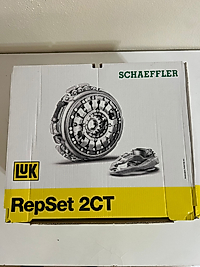 SCHAEFFLER
LUK
RepSet 2CT